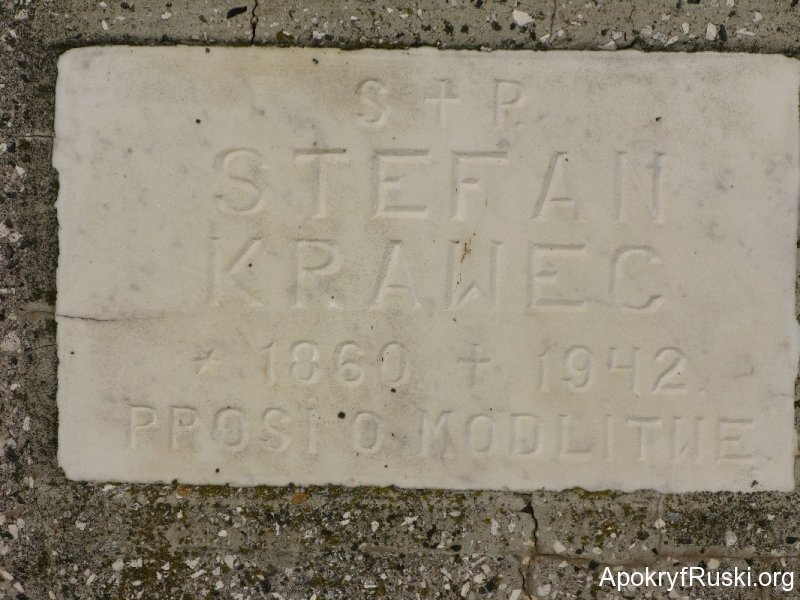 S + P
STEFAN
KRAWEC
* 1860 + 1942
PROSI O MODLITWE
ApokryfRuski.org